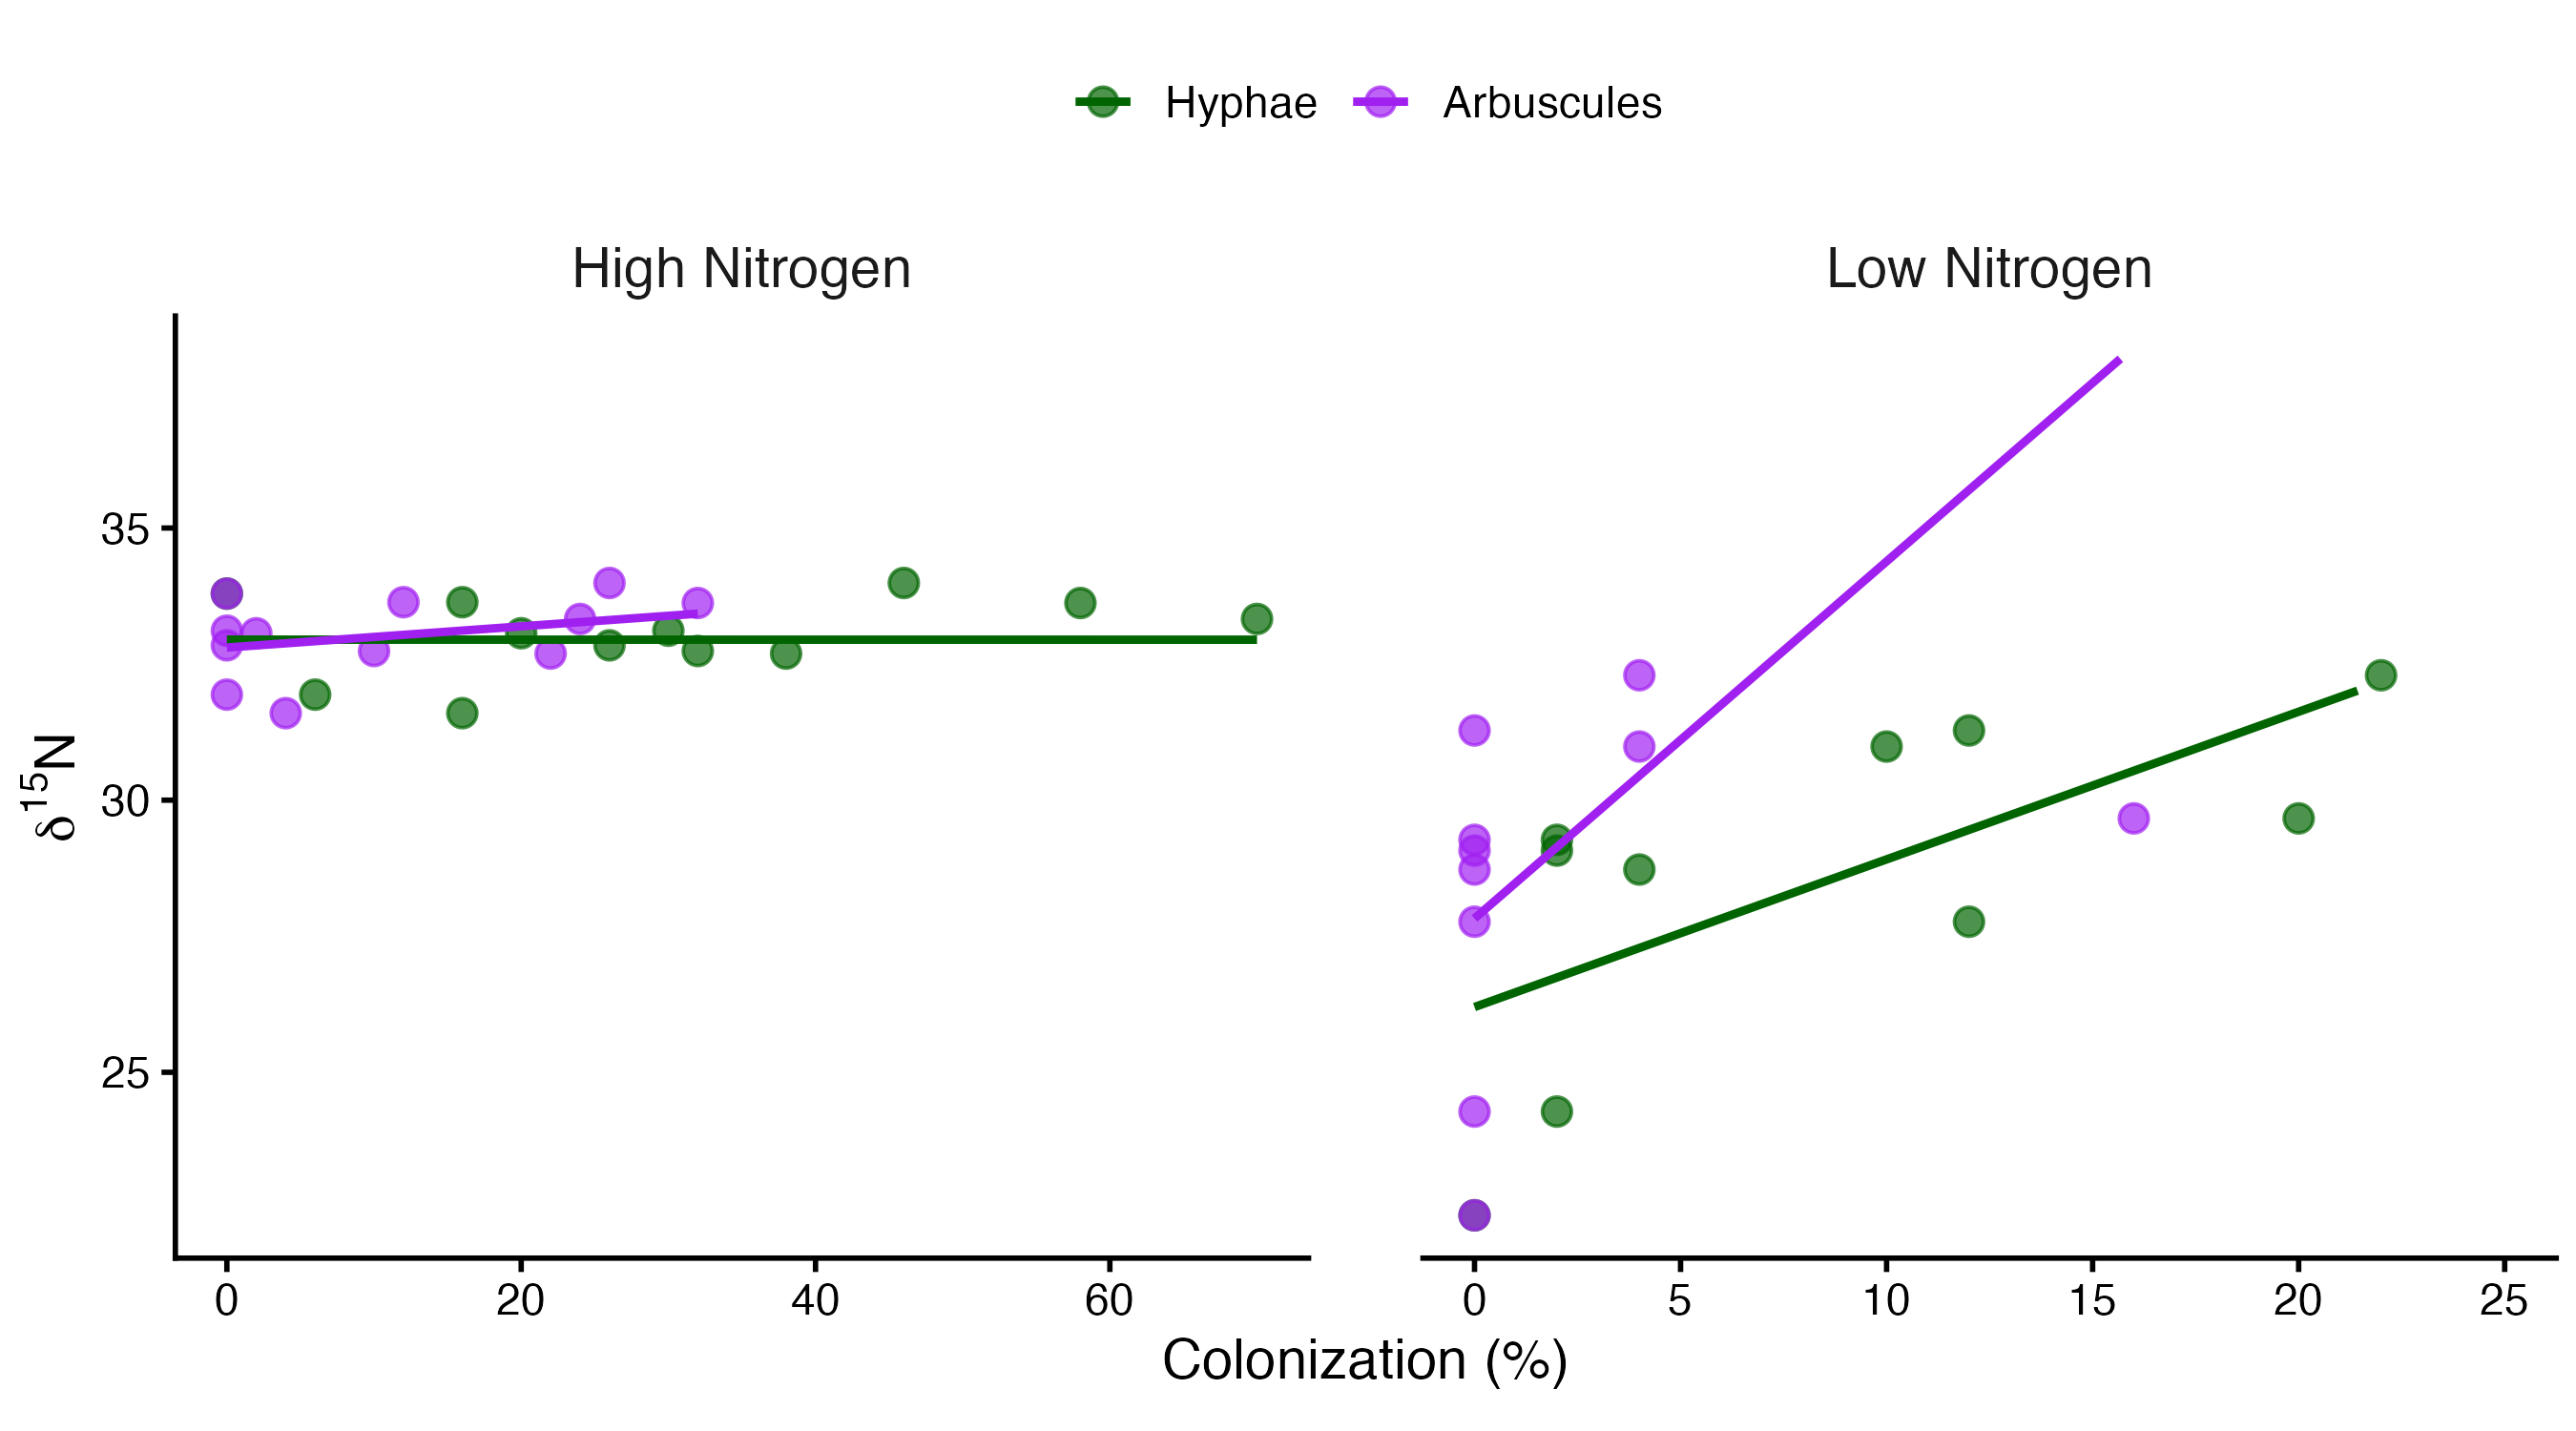 Hyphae Arbuscules
High Nitrogen Low Nitrogen
35
30
25
δ¹⁵N
0 20 40 60 0 5 10 15 20 25
Colonization (%)